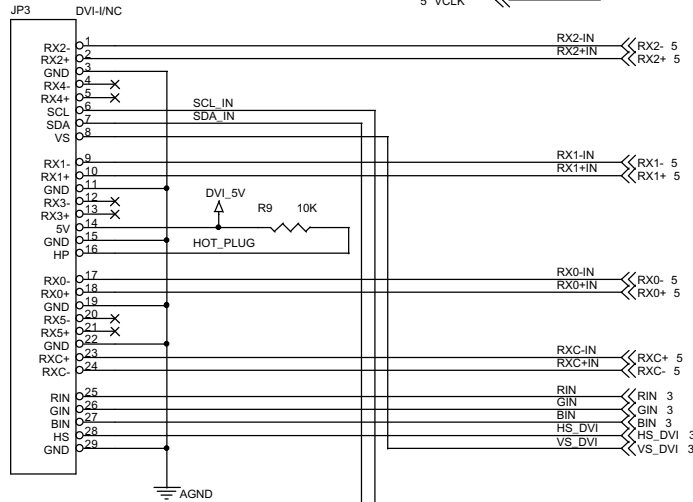 5 VCLK
JP3 DVI-I/NC
RX2- 1 RX2-IN RX2- 5
RX2+ 2 RX2+IN RX2+ 5
GND 3
RX4- 4
RX4+ 5
SCL 6 SCL_IN
SDA 7 SDA_IN
VS 8
RX1- 9 RX1-IN RX1- 5
RX1+ 10 RX1+IN RX1+ 5
GND 11
RX3- 12 DVI_5V
RX3+ 13 R9 10K
5V 14
GND 15 HOT_PLUG
HP 16
RX0- 17 RX0-IN RX0- 5
RX0+ 18 RX0+IN RX0+ 5
GND 19
RX5- 20
RX5+ 21
GND 22
RXC+ 23 RXC-IN RXC+ 5
RXC- 24 RXC+IN RXC- 5
RIN 25 RIN RIN 3
GIN 26 GIN GIN 3
BIN 27 BIN BIN 3
HS 28 HS_DVI HS_DVI 3
GND 29 VS_DVI VS_DVI 3
AGND